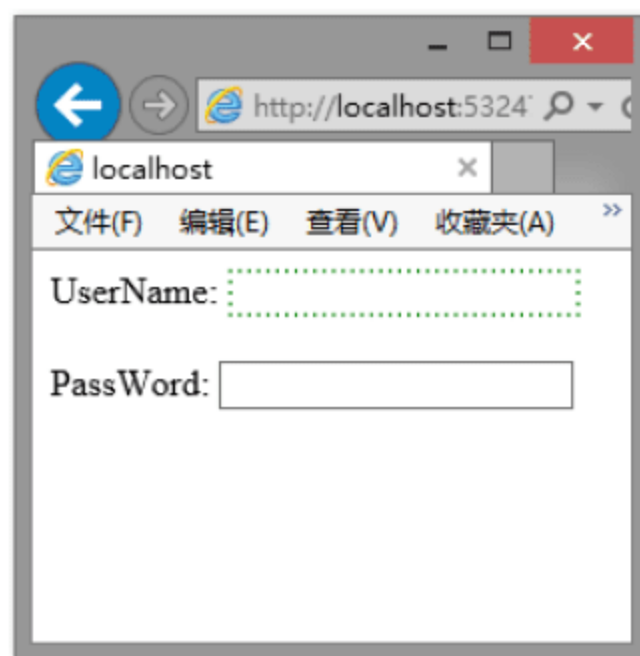 http://localhost:5324
localhost
文件(F) 编辑(E) 查看(V) 收藏夹(A)
UserName:
PassWord: